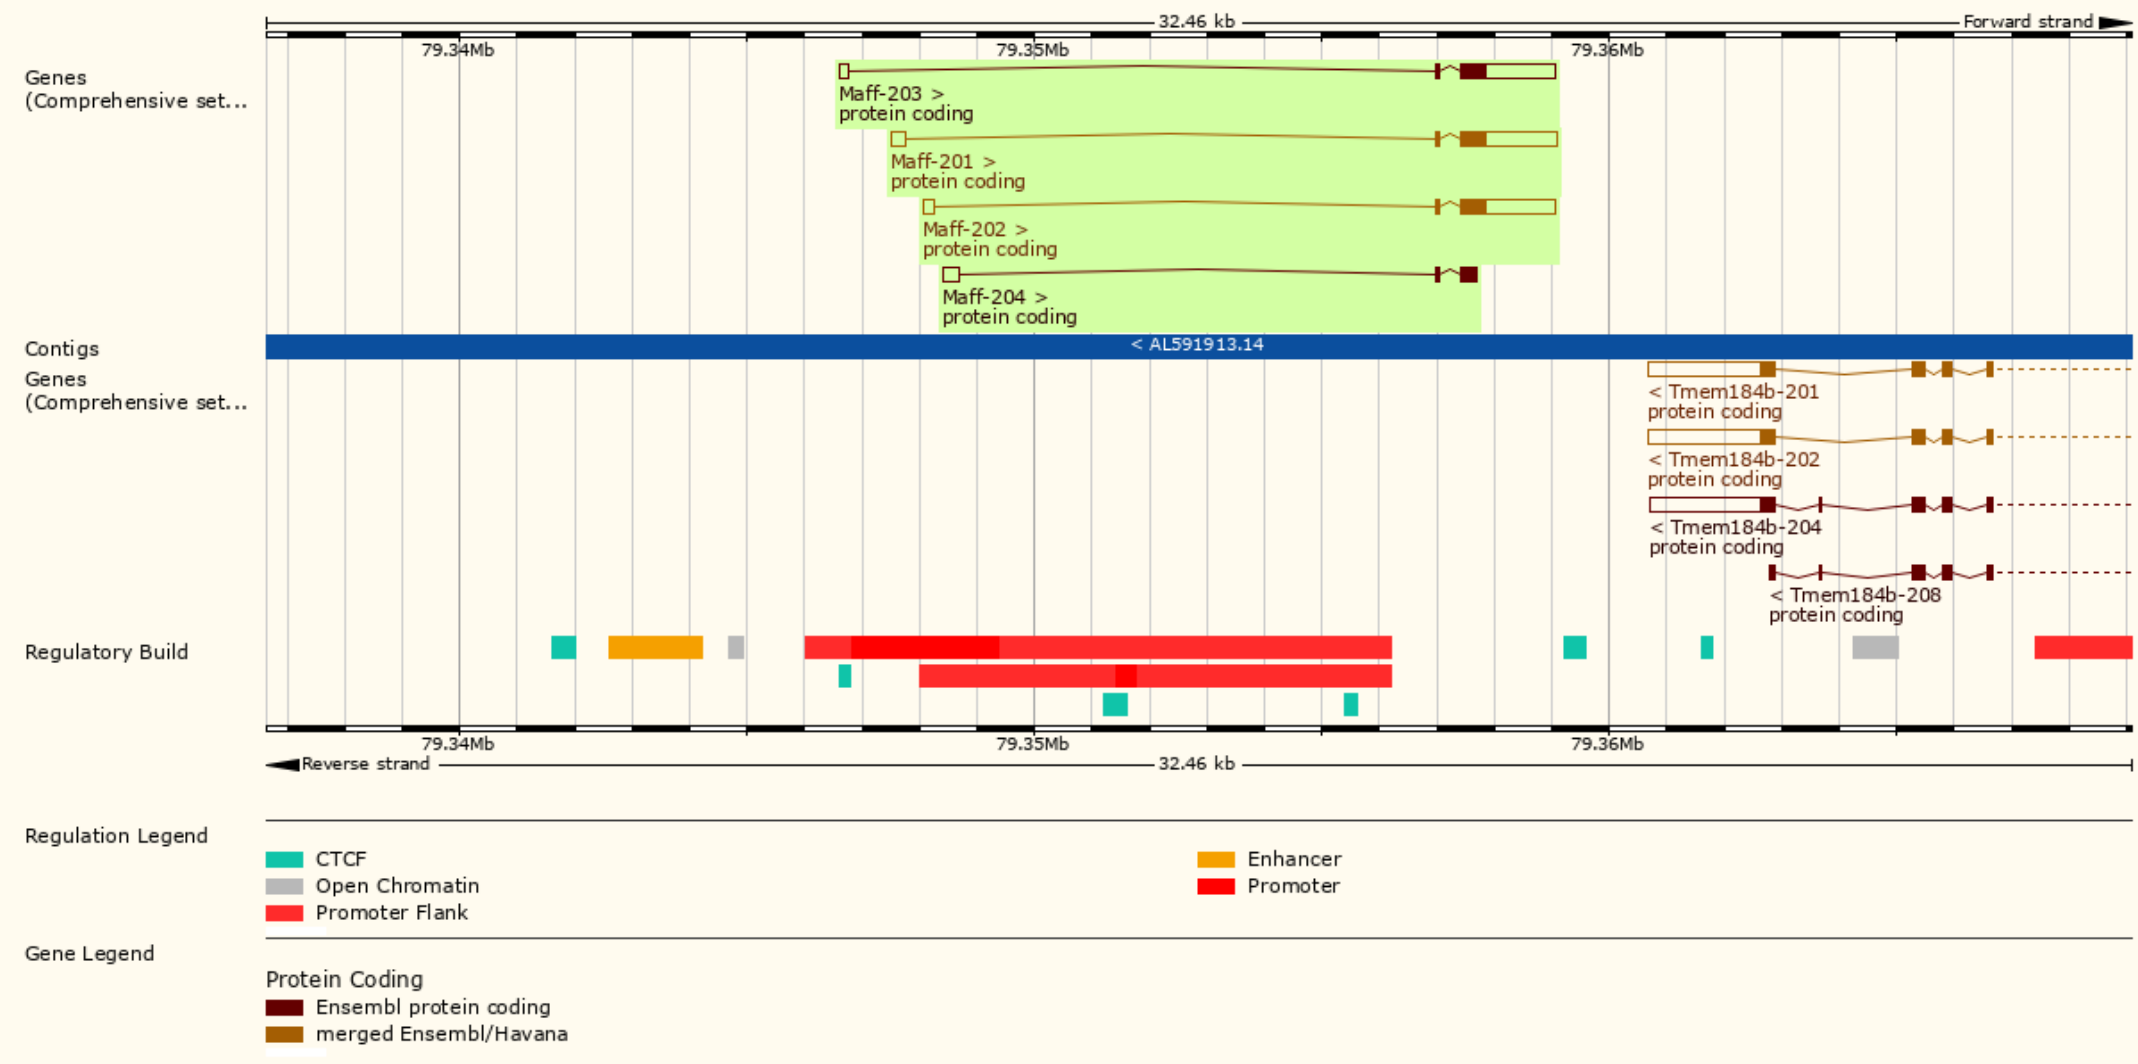 32.46 kb
Forward strand
79.34Mb 79.35Mb 79.36Mb
Genes
(Comprehensive set...
Maff-203 >
protein coding
Maff-201 >
protein coding
Maff-202 >
protein coding
Maff-204 >
protein coding
Contigs
< AL591913.14
Genes
(Comprehensive set...
< Tmem184b-201
protein coding
< Tmem184b-202
protein coding
< Tmem184b-204
protein coding
< Tmem184b-208
protein coding
Regulatory Build
79.34Mb 79.35Mb 79.36Mb
Reverse strand
32.46 kb
Regulation Legend
CTCF
Enhancer
Open Chromatin
Promoter
Promoter Flank
Gene Legend
Protein Coding
Ensembl protein coding
merged Ensembl/Havana